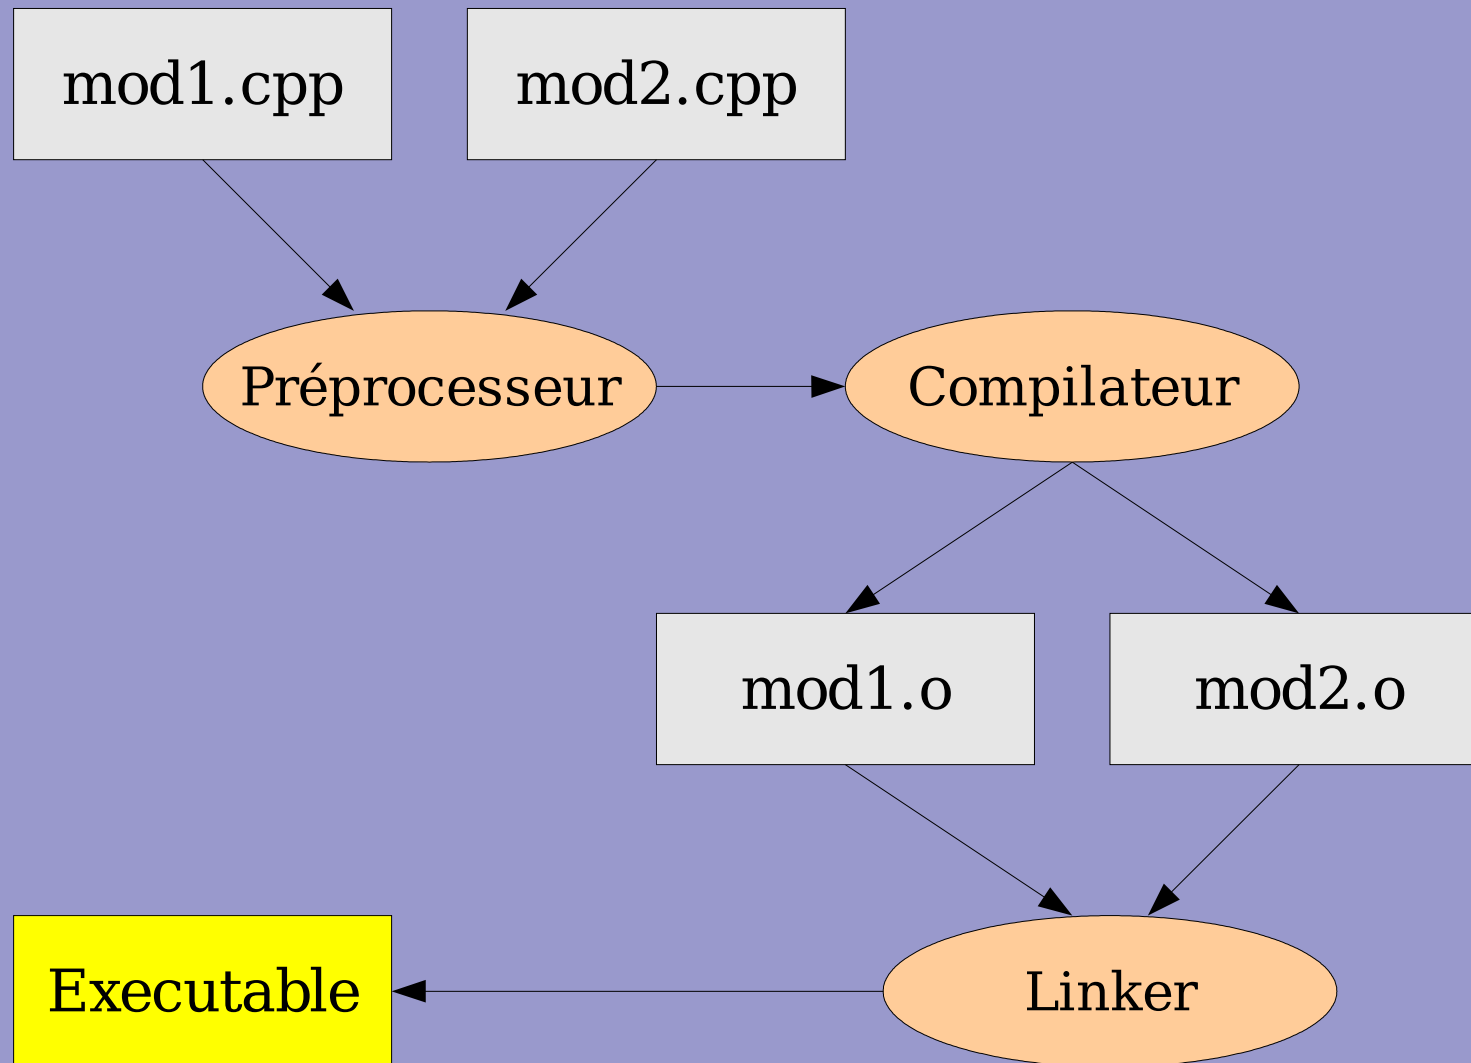 mod1.cpp
mod2.cpp
Préprocesseur
Compilateur
mod1.o
mod2.o
Executable
Linker